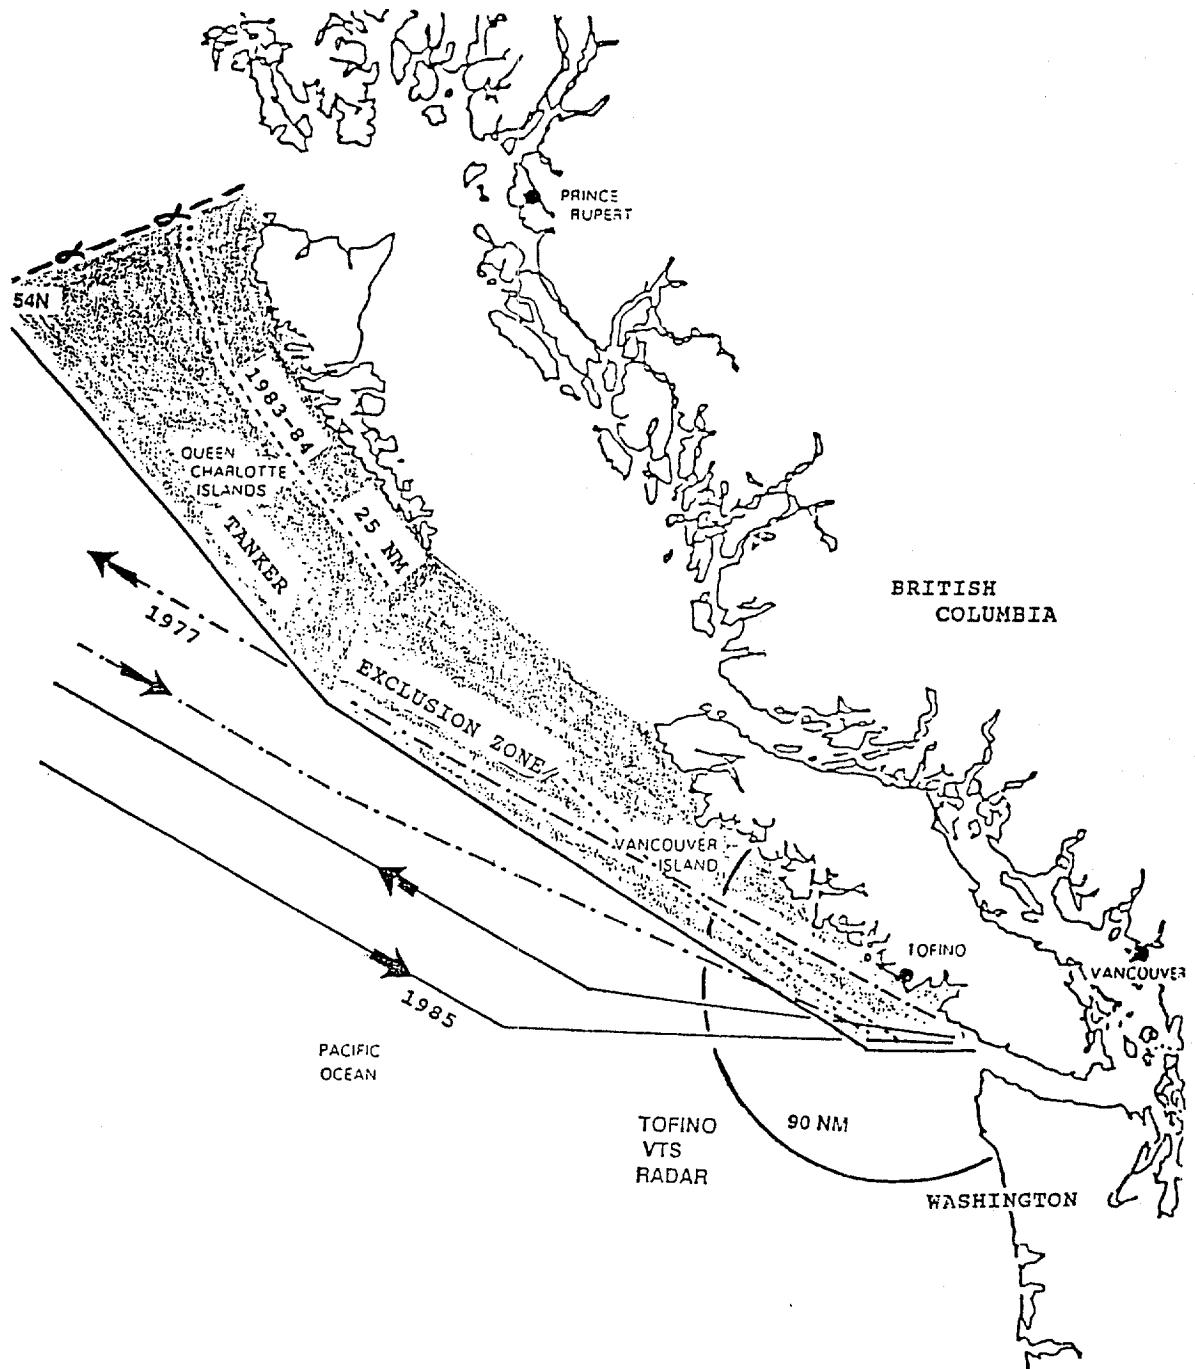 PRINCE
RUPERT
54N
1983-84
QUEEN
CHARLOTTE
ISLANDS
25 NM
TANKER
BRITISH
COLUMBIA
1977
EXCLUSION ZONE
VANCOUVER
ISLAND
TOFINO
VANCOUVER
1985
PACIFIC
OCEAN
TOFINO
VTS
RADAR
90 NM
WASHINGTON